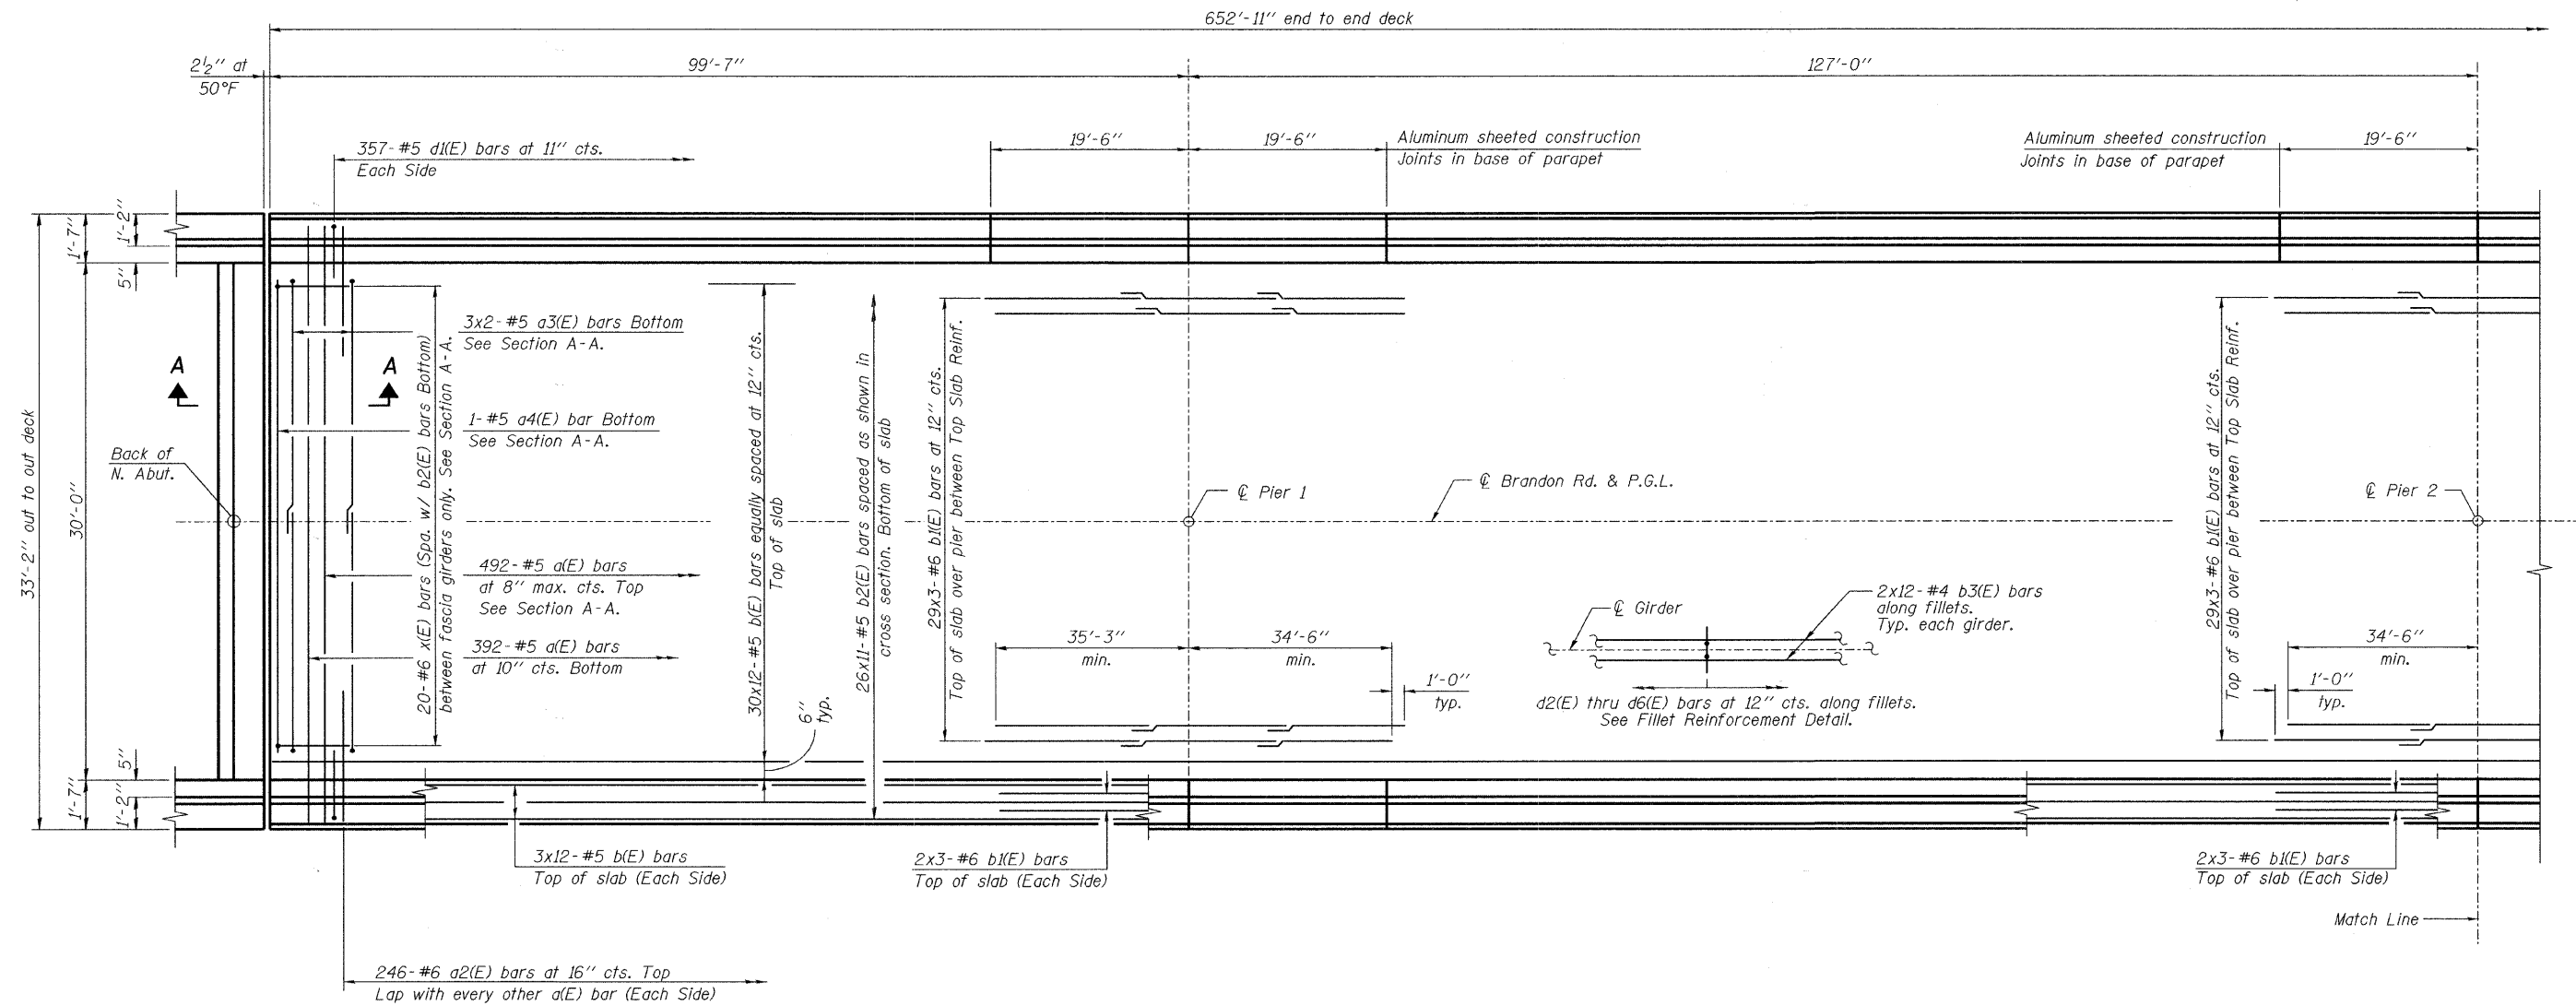 652'-11" end to end deck
2½" at
50°F
99'-7"
127'-0"
357-#5 d1(E) bars at 11" cts.
Each Side
19'-6"
19'-6"
Aluminum sheeted construction
Joints in base of parapet
Aluminum sheeted construction
Joints in base of parapet
19'-6"
1'-7"
1'-2"
5"
33'-2" out to out deck
30'-0"
A
A
3x2-#5 a3(E) bars Bottom
See Section A-A.
1-#5 a4(E) bar Bottom
See Section A-A.
20-#6 x(E) bars (Spa. w/ b2(E) bars Bottom)
between fascia girders only. See Section A-A.
30x12-#5 b(E) bars equally spaced at 12" cts.
Top of slab
26x11-#5 b2(E) bars spaced as shown in
cross section. Bottom of slab
29x3-#6 b1(E) bars at 12" cts.
Top of slab over pier between Top Slab Reinf.
29x3-#6 b1(E) bars at 12" cts.
Top of slab over pier between Top Slab Reinf.
Back of
N. Abut.
℄ Pier 1
℄ Brandon Rd. & P.G.L.
℄ Pier 2
492-#5 a(E) bars
at 8" max. cts. Top
See Section A-A.
392-#5 a(E) bars
at 10" cts. Bottom
6"
typ.
35'-3"
min.
34'-6"
min.
1'-0"
typ.
℄ Girder
2x12-#4 b3(E) bars
along fillets.
Typ. each girder.
d2(E) thru d6(E) bars at 12" cts. along fillets.
See Fillet Reinforcement Detail.
34'-6"
min.
1'-0"
typ.
5"
1'-7"
1'-2"
3x12-#5 b(E) bars
Top of slab (Each Side)
2x3-#6 b1(E) bars
Top of slab (Each Side)
2x3-#6 b1(E) bars
Top of slab (Each Side)
Match Line
246-#6 a2(E) bars at 16" cts. Top
Lap with every other a(E) bar (Each Side)